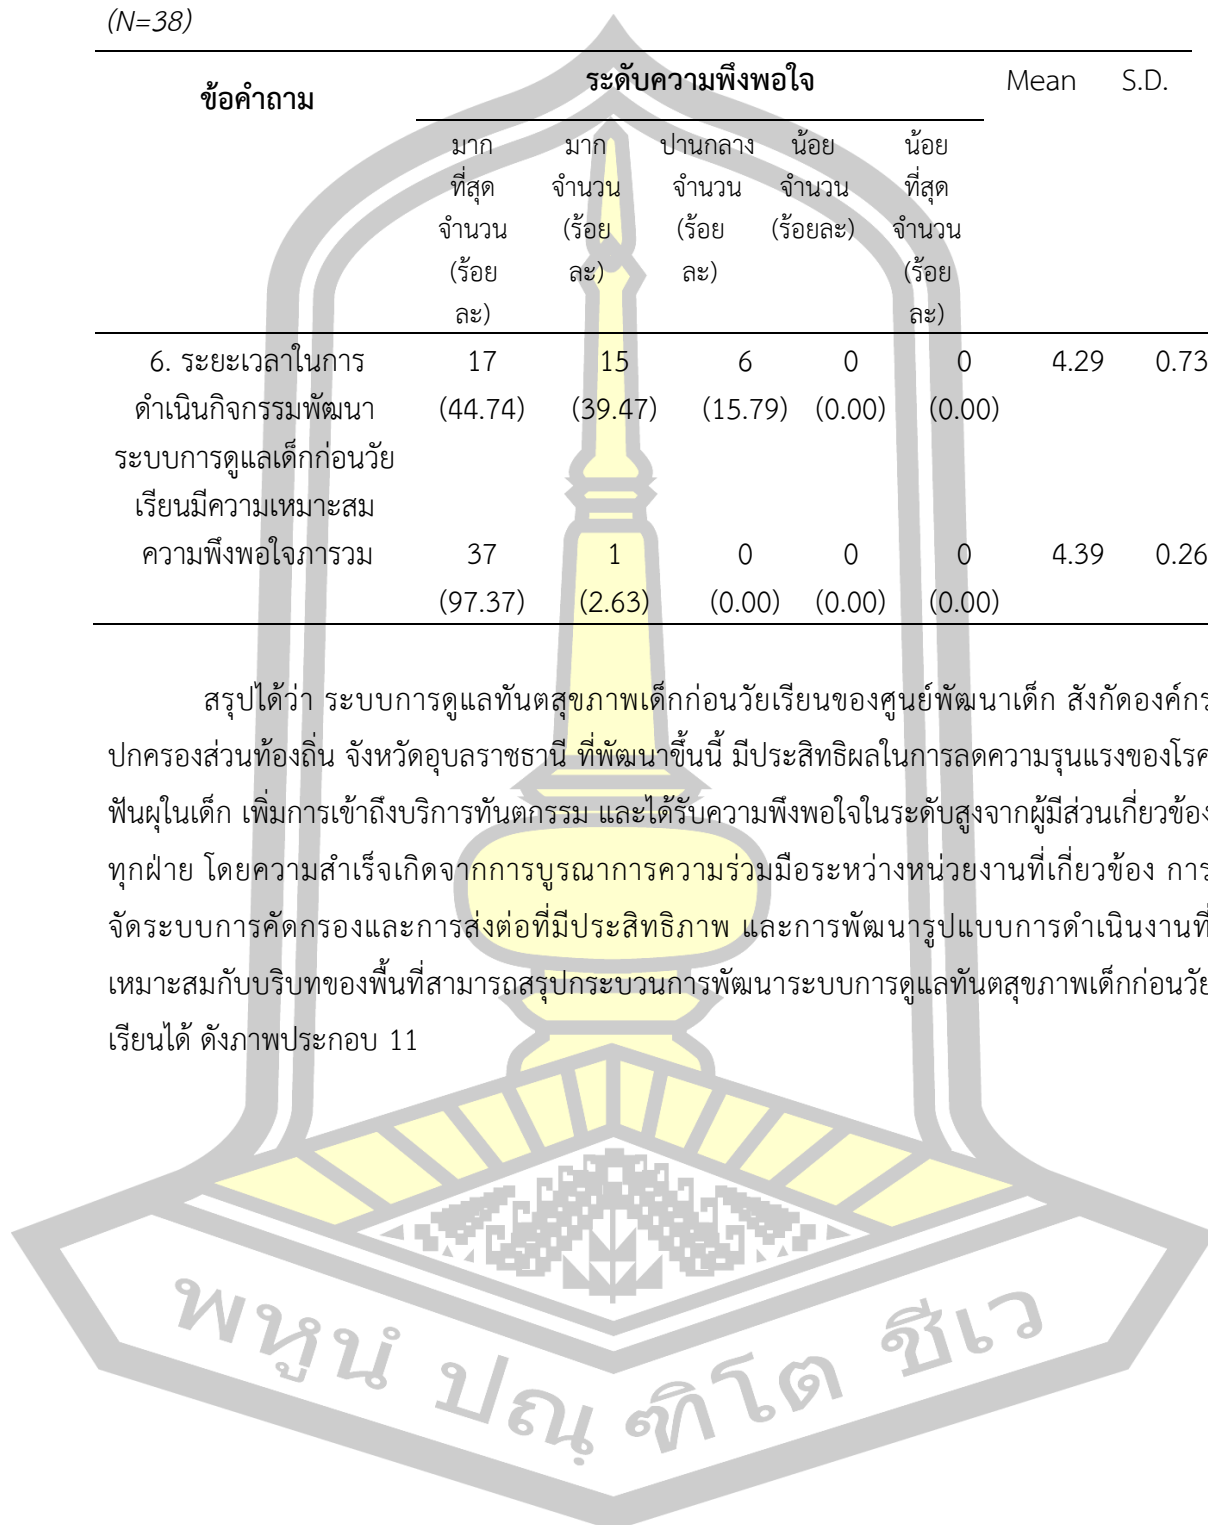 (N=38)
ข้อคำถาม ระดับความพึงพอใจ Mean S.D.
มาก มาก ปานกลาง น้อย น้อย
ที่สุด จำนวน จำนวน จำนวน ที่สุด
จำนวน (ร้อย (ร้อย (ร้อยละ) จำนวน
(ร้อย ละ) ละ) (ร้อย
ละ) ละ)
6. ระยะเวลาในการ 17 15 6 0 0 4.29 0.73
ดำเนินกิจกรรมพัฒนา (44.74) (39.47) (15.79) (0.00) (0.00)
ระบบการดูแลเด็กก่อนวัย
เรียนมีความเหมาะสม
ความพึงพอใจภารวม 37 1 0 0 0 4.39 0.26
(97.37) (2.63) (0.00) (0.00) (0.00)
สรุปได้ว่า ระบบการดูแลทันตสุขภาพเด็กก่อนวัยเรียนของศูนย์พัฒนาเด็ก สังกัดองค์กร
ปกครองส่วนท้องถิ่น จังหวัดอุบลราชธานี ที่พัฒนาขึ้นนี้ มีประสิทธิผลในการลดความรุนแรงของโรค
ฟันผุในเด็ก เพิ่มการเข้าถึงบริการทันตกรรม และได้รับความพึงพอใจในระดับสูงจากผู้มีส่วนเกี่ยวข้อง
ทุกฝ่าย โดยความสำเร็จเกิดจากการบูรณาการความร่วมมือระหว่างหน่วยงานที่เกี่ยวข้อง การ
จัดระบบการคัดกรองและการส่งต่อที่มีประสิทธิภาพ และการพัฒนารูปแบบการดำเนินงานที่
เหมาะสมกับบริบทของพื้นที่สามารถสรุปกระบวนการพัฒนาระบบการดูแลทันตสุขภาพเด็กก่อนวัย
เรียนได้ ดังภาพประกอบ 11
พหูนํ ปณฺ ฑิโต ชีเว